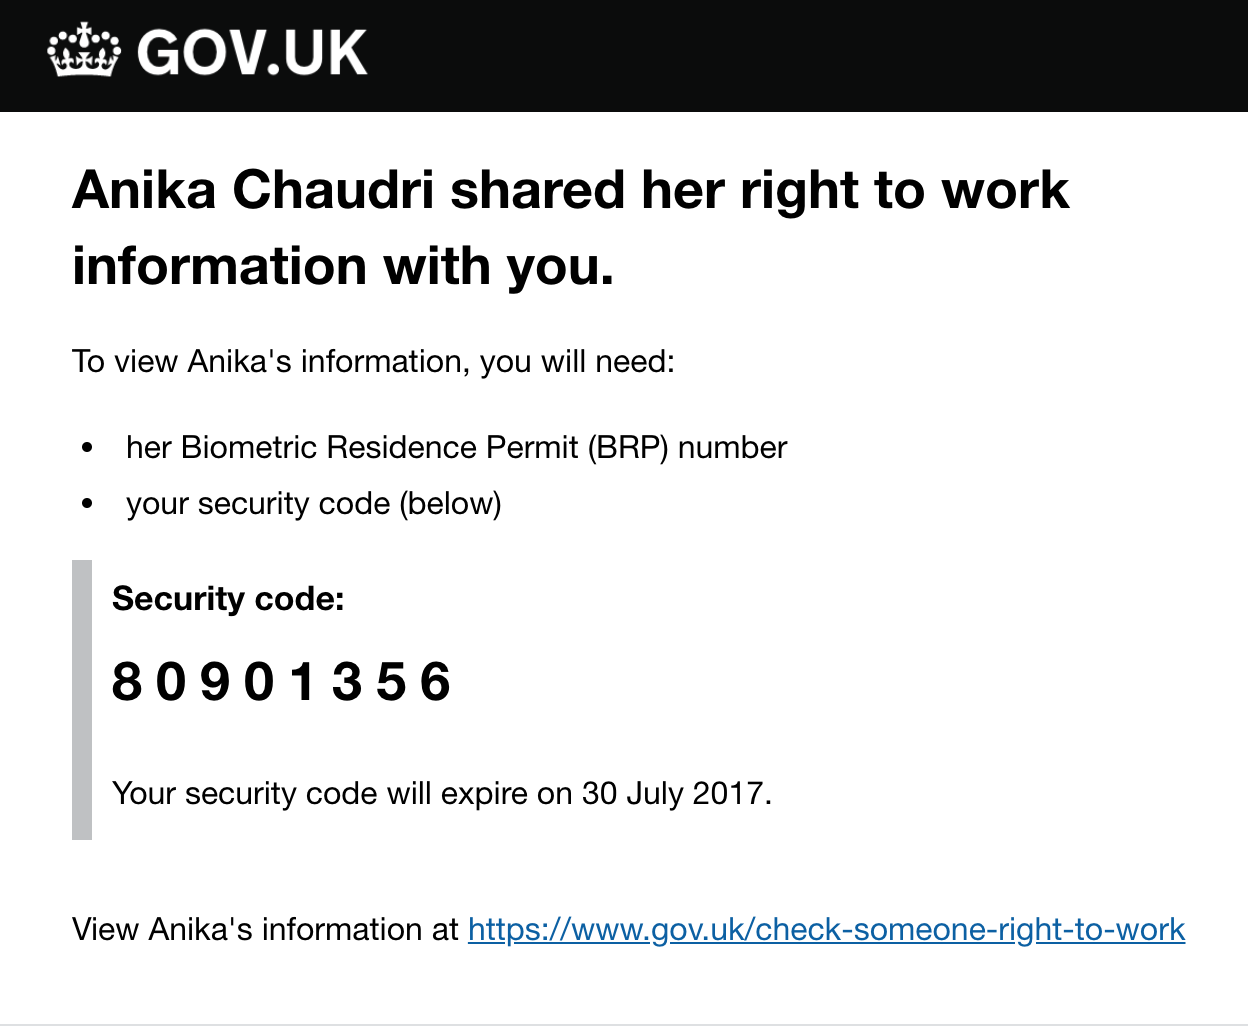 GOV.UK
Anika Chaudri shared her right to work
information with you.
To view Anika's information, you will need:
• her Biometric Residence Permit (BRP) number
• your security code (below)
Security code:
8 0 9 0 1 3 5 6
Your security code will expire on 30 July 2017.
View Anika's information at https://www.gov.uk/check-someone-right-to-work